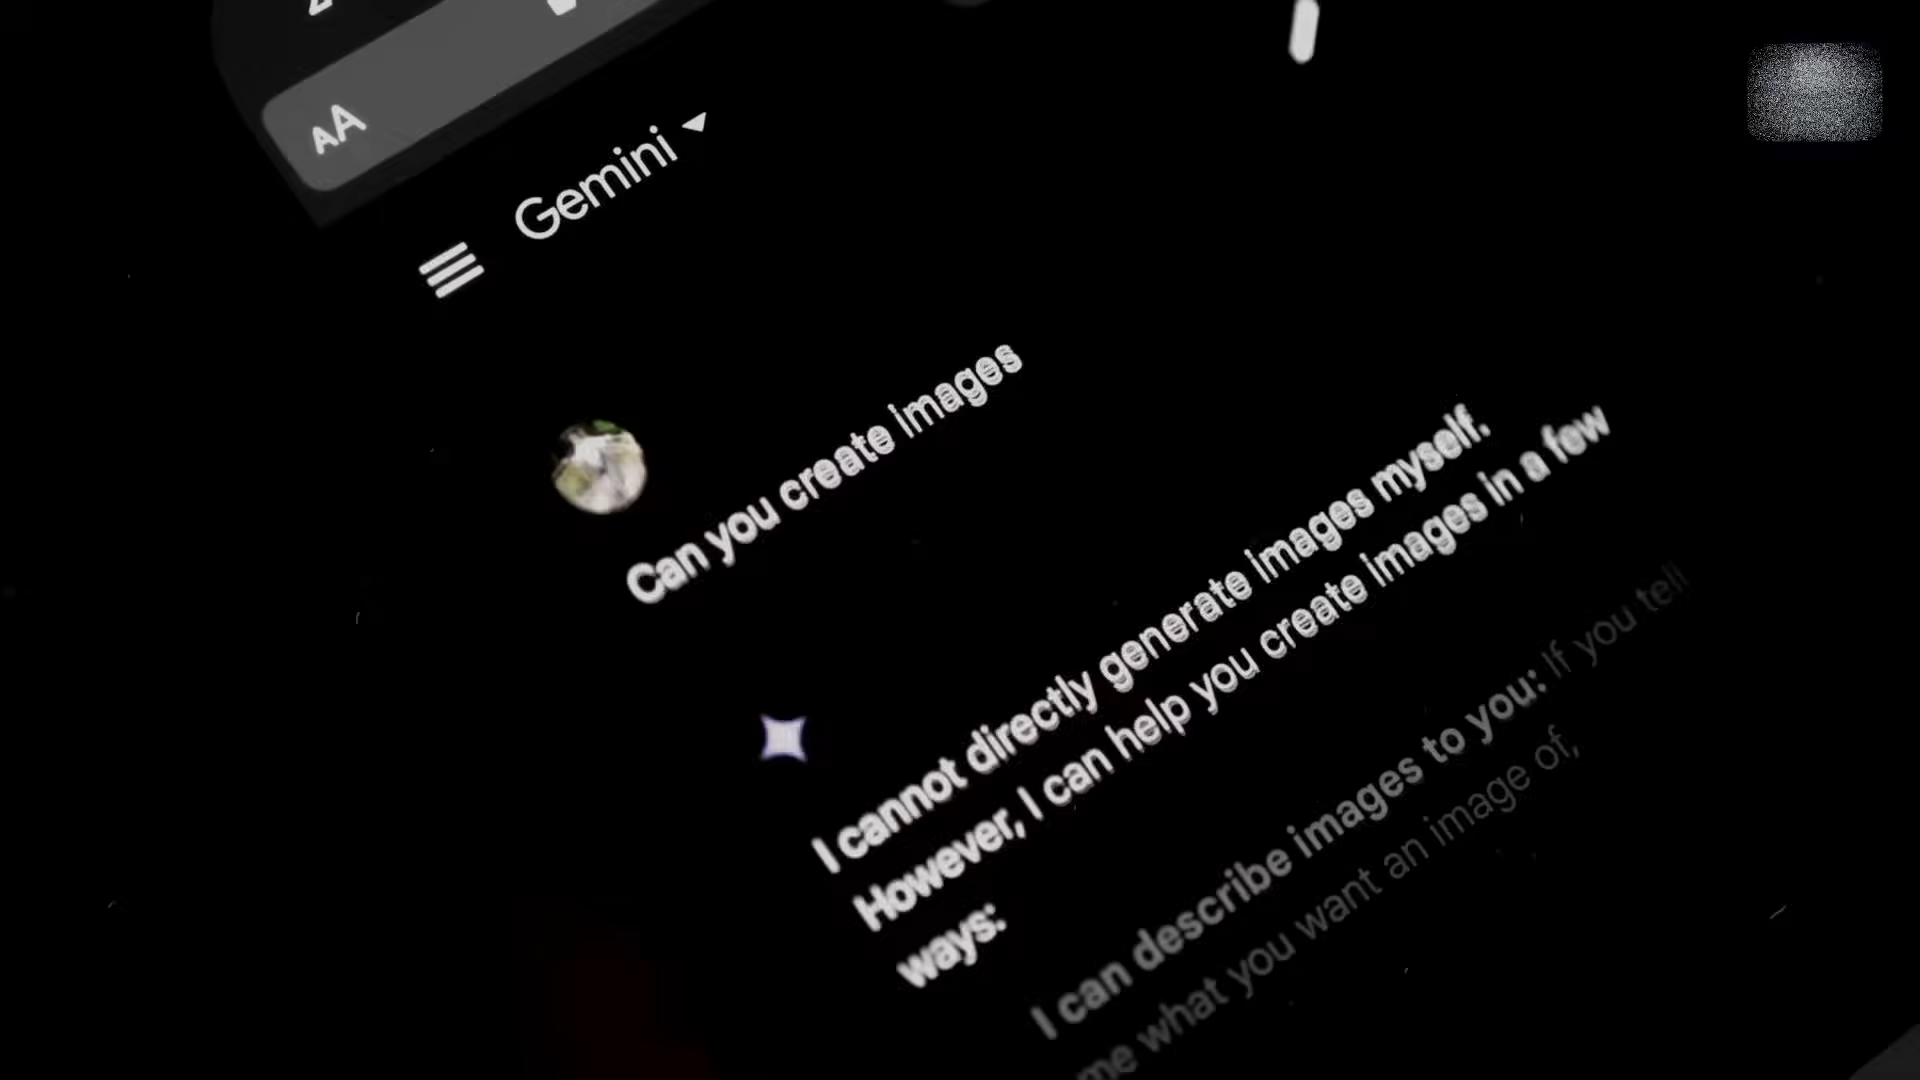 AA
Gemini
Can you create images
I cannot directly generate images myself.
However, I can help you create images in a few
ways:
I can describe images to you: If you tell
me what you want an image of,